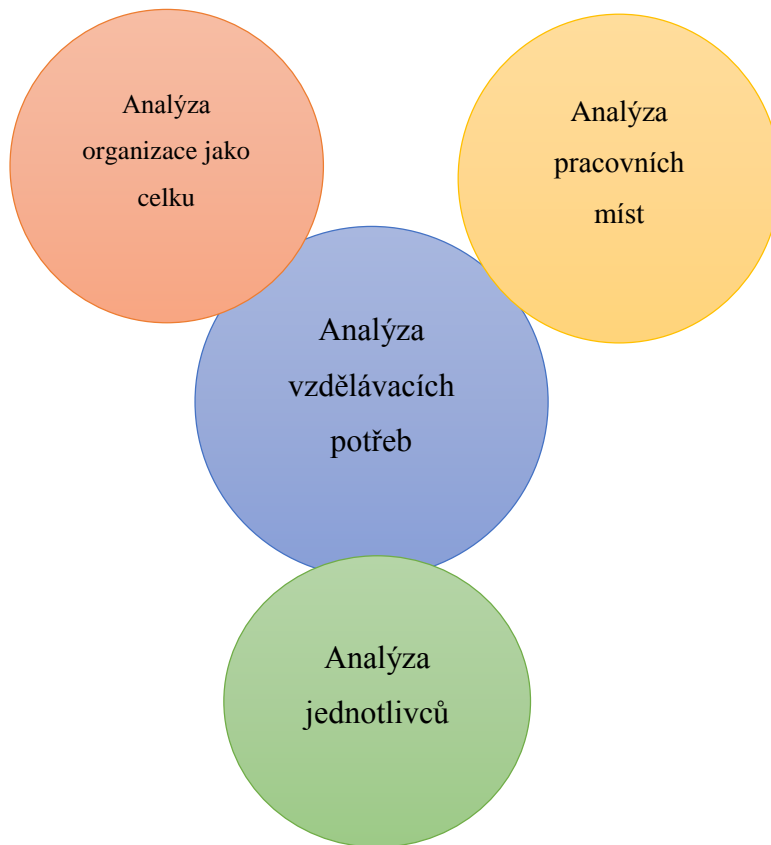 Analýza
organizace jako
celku
Analýza
pracovních
míst
Analýza
vzdělávacích
potřeb
Analýza
jednotlivců